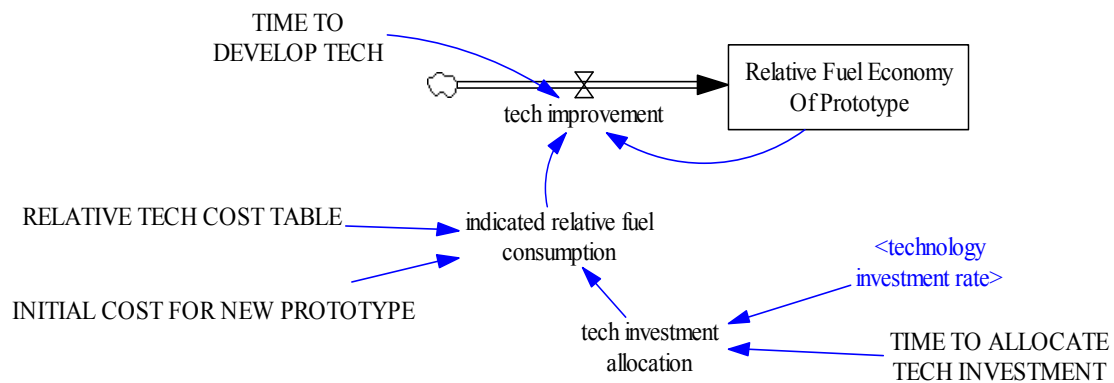 TIME TO
DEVELOP TECH
Relative Fuel Economy
Of Prototype
tech improvement
RELATIVE TECH COST TABLE
indicated relative fuel
consumption
<technology
investment rate>
INITIAL COST FOR NEW PROTOTYPE
tech investment
allocation
TIME TO ALLOCATE
TECH INVESTMENT